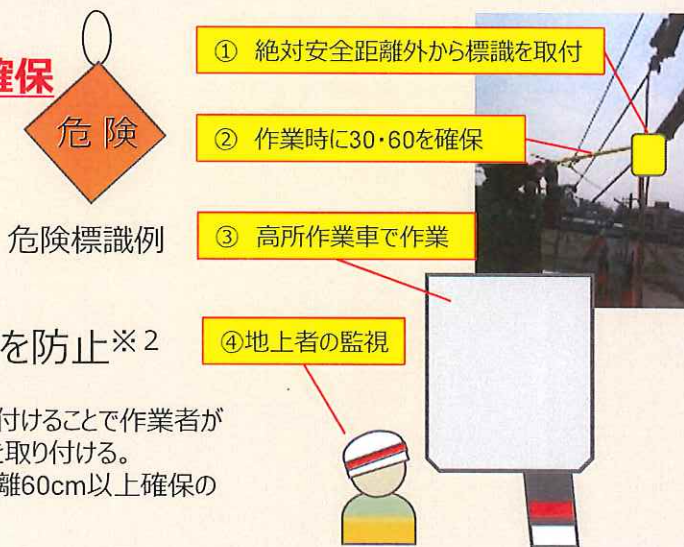 確保
危険
危険標識例
① 絶対安全距離外から標識を取付
② 作業時に30・60を確保
③ 高所作業車で作業
④地上者の監視
を防止※2
付けることで作業者が
を取り付ける。
離60cm以上確保の